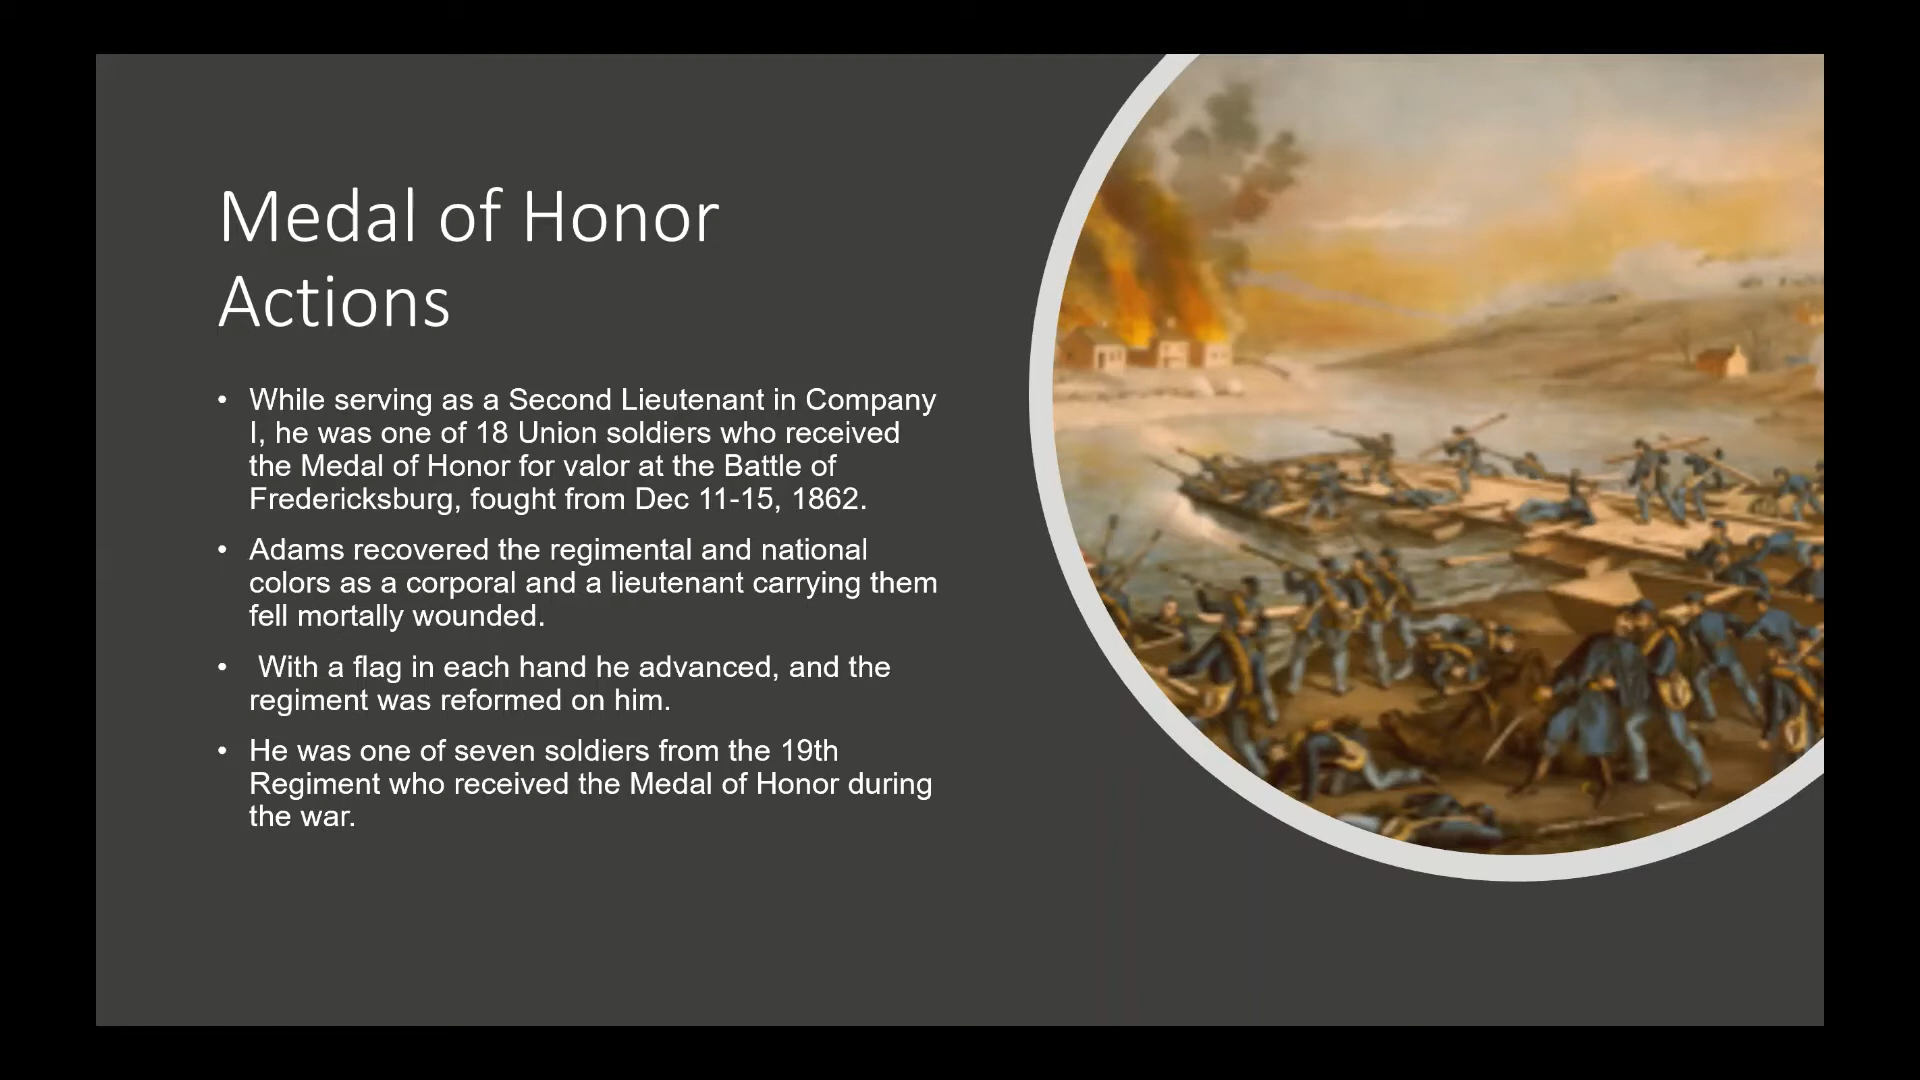 Medal of Honor
Actions
• While serving as a Second Lieutenant in Company
I, he was one of 18 Union soldiers who received
the Medal of Honor for valor at the Battle of
Fredericksburg, fought from Dec 11-15, 1862.
• Adams recovered the regimental and national
colors as a corporal and a lieutenant carrying them
fell mortally wounded.
• With a flag in each hand he advanced, and the
regiment was reformed on him.
• He was one of seven soldiers from the 19th
Regiment who received the Medal of Honor during
the war.